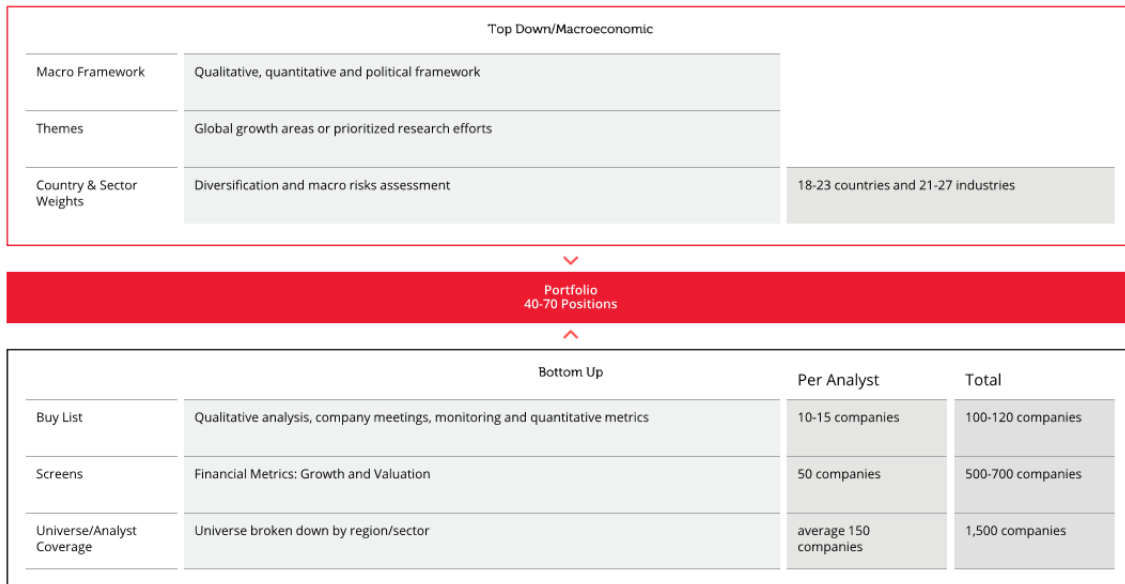 Top Down/Macroeconomic
Macro Framework
Qualitative, quantitative and political framework
Themes
Global growth areas or prioritized research efforts
Country & Sector
Weights
Diversification and macro risks assessment
18-23 countries and 21-27 industries
Portfolio
40-70 Positions
Bottom Up
Per Analyst
Total
Buy List
Qualitative analysis, company meetings, monitoring and quantitative metrics
10-15 companies
100-120 companies
Screens
Financial Metrics: Growth and Valuation
50 companies
500-700 companies
Universe/Analyst
Coverage
Universe broken down by region/sector
average 150
companies
1,500 companies